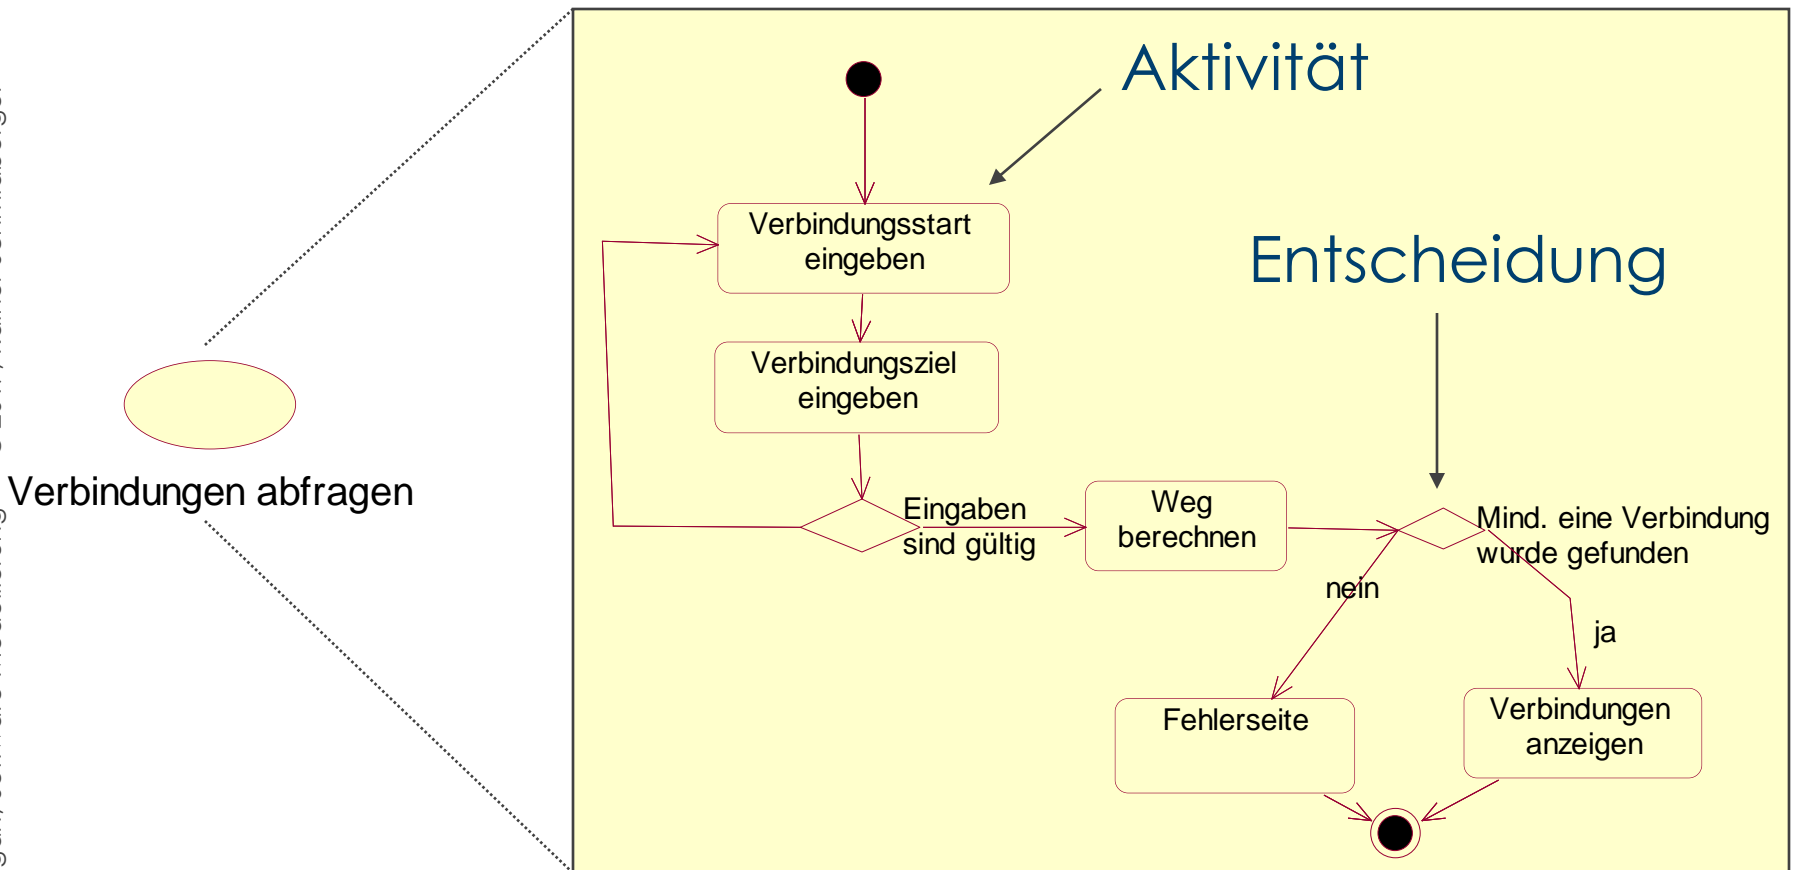 Aktivität
Verbindungsstart
eingeben
Entscheidung
Verbindungsziel
eingeben
Verbindungen abfragen
Eingaben
sind gültig
Weg
berechnen
Mind. eine Verbindung
wurde gefunden
nein
ja
Fehlerseite
Verbindungen
anzeigen